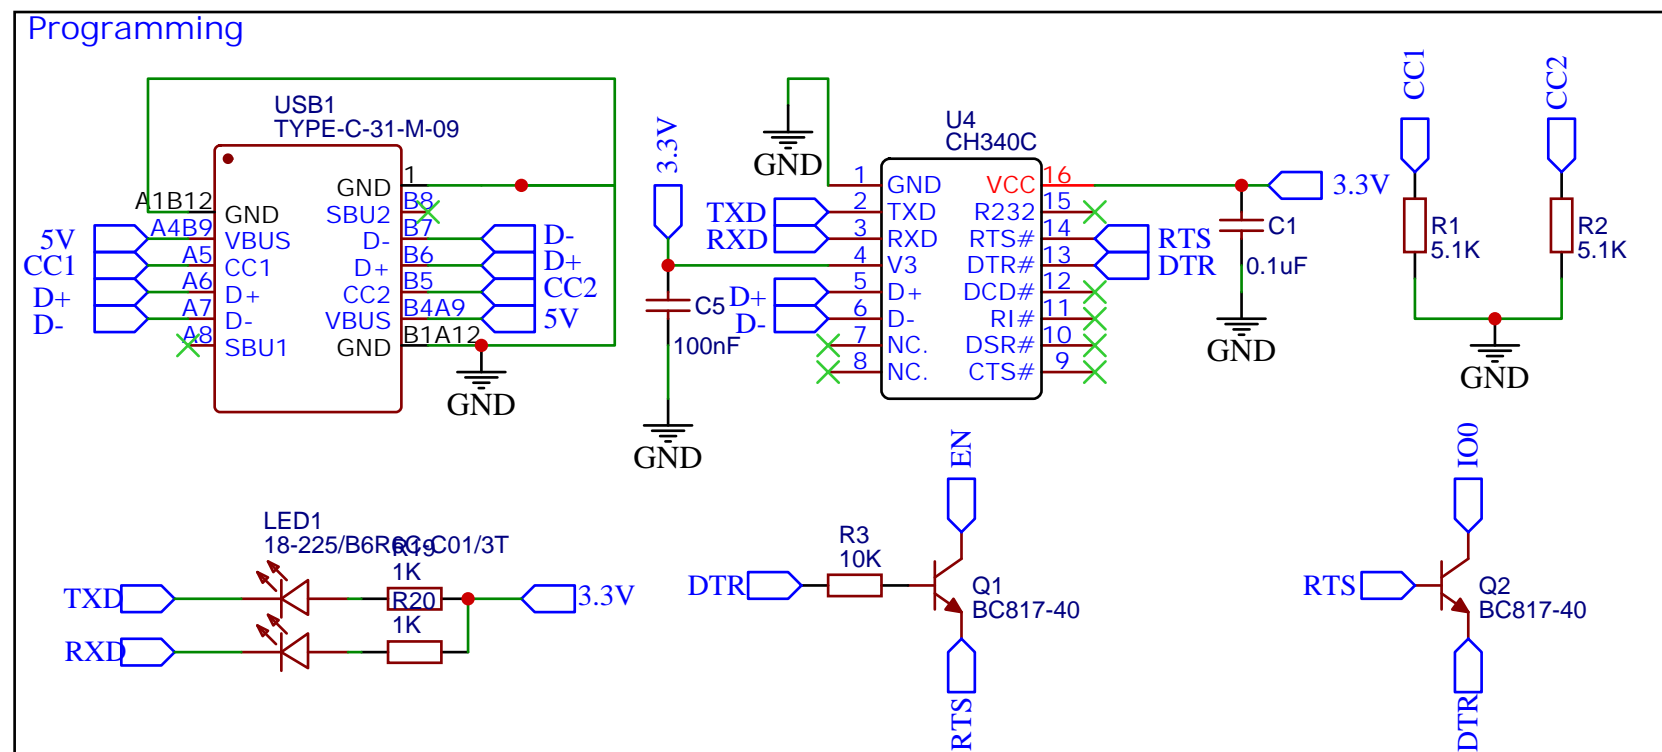 Programming
USB1
TYPE-C-31-M-09
A1B12
GND
A4B9
VBUS
A5
CC1
A6
D+
A7
D-
A8
SBU1
5V
CC1
D+
D-
1
GND
B8
SBU2
B7
D-
B6
D+
B5
CC2
B4A9
VBUS
B1A12
GND
D-
D+
CC2
5V
GND
3.3V
C5
100nF
GND
GND
U4
CH340C
TXD
RXD
D+
D-
1 GND
2 TXD
3 RXD
4 V3
5 D+
6 D-
7 NC.
8 NC.
VCC 16
R232 15
RTS# 14
DTR# 13
DCD# 12
RI# 11
DSR# 10
CTS# 9
RTS
DTR
3.3V
C1
0.1uF
GND
CC1
CC2
R1
5.1K
R2
5.1K
GND
LED1
18-225/B6R6C-C01/3T
R19
1K
R20
1K
TXD
RXD
3.3V
EN
R3
10K
DTR
Q1
BC817-40
RTS
IO0
RTS
Q2
BC817-40
DTR